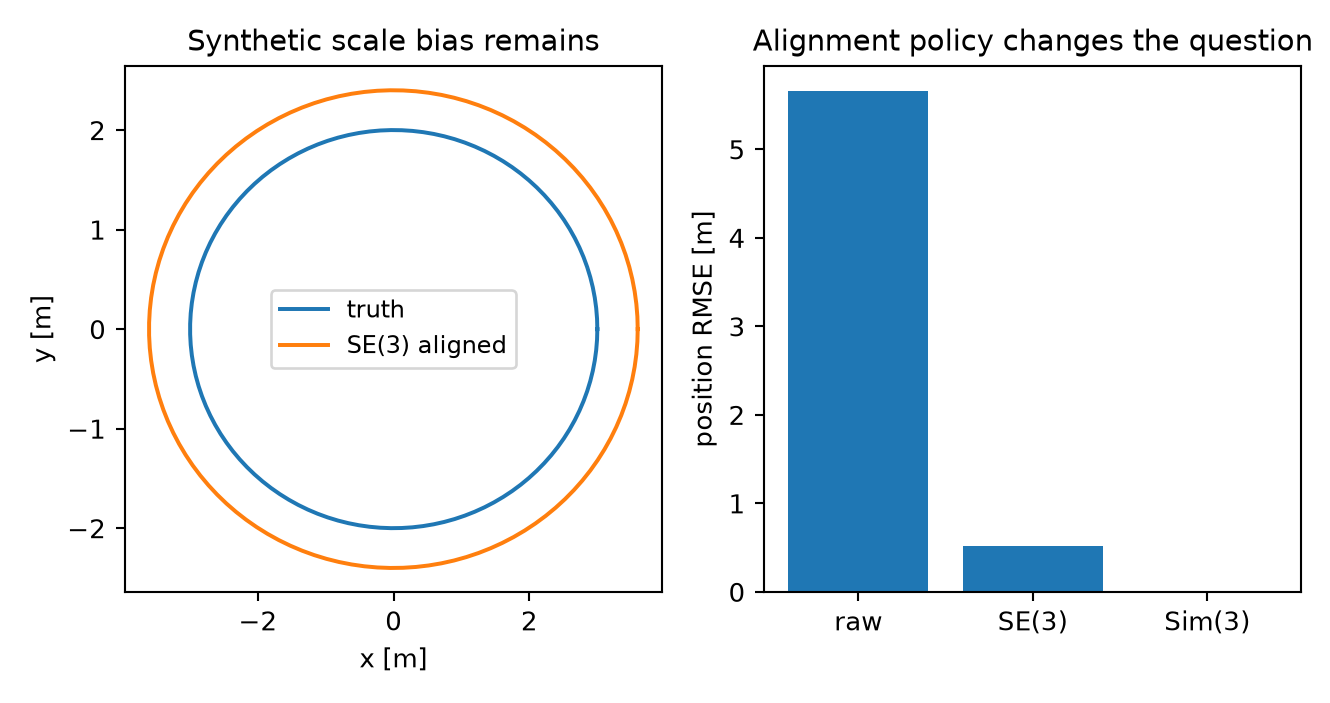 Synthetic scale bias remains
2
1
0
−1
−2
y [m]
truth
SE(3) aligned
−2
0
2
x [m]
Alignment policy changes the question
5
4
3
2
1
0
position RMSE [m]
raw
SE(3)
Sim(3)